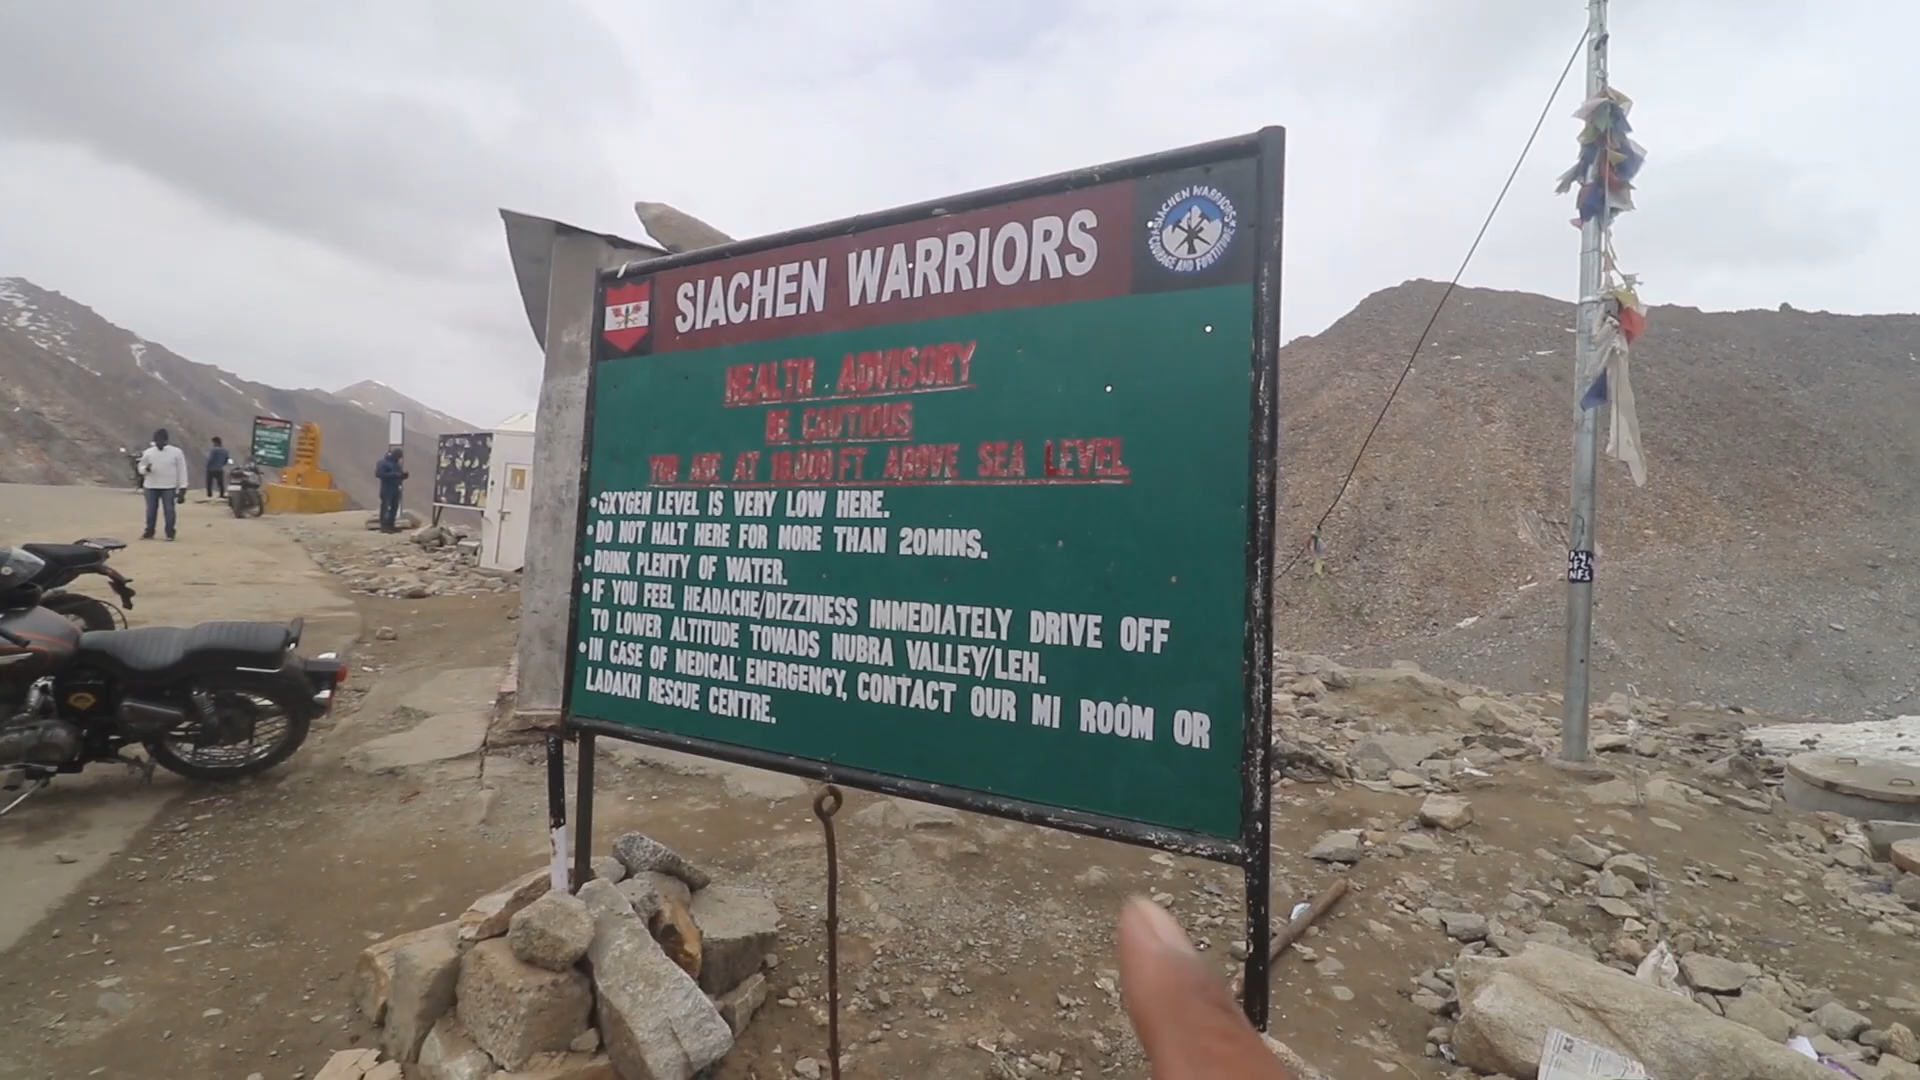 SIACHEN WARRIORS
SIACHEN WARRIORS
COURAGE AND FORTITUDE
HEALTH ADVISORY
BE CAUTIOUS
YOU ARE AT 18,000 FT ABOVE SEA LEVEL
• OXYGEN LEVEL IS VERY LOW HERE.
• DO NOT HALT HERE FOR MORE THAN 20MINS.
• DRINK PLENTY OF WATER.
• IF YOU FEEL HEADACHE/DIZZINESS IMMEDIATELY DRIVE OFF
TO LOWER ALTITUDE TOWADS NUBRA VALLEY/LEH.
• IN CASE OF MEDICAL EMERGENCY, CONTACT OUR MI ROOM OR
LADAKH RESCUE CENTRE.